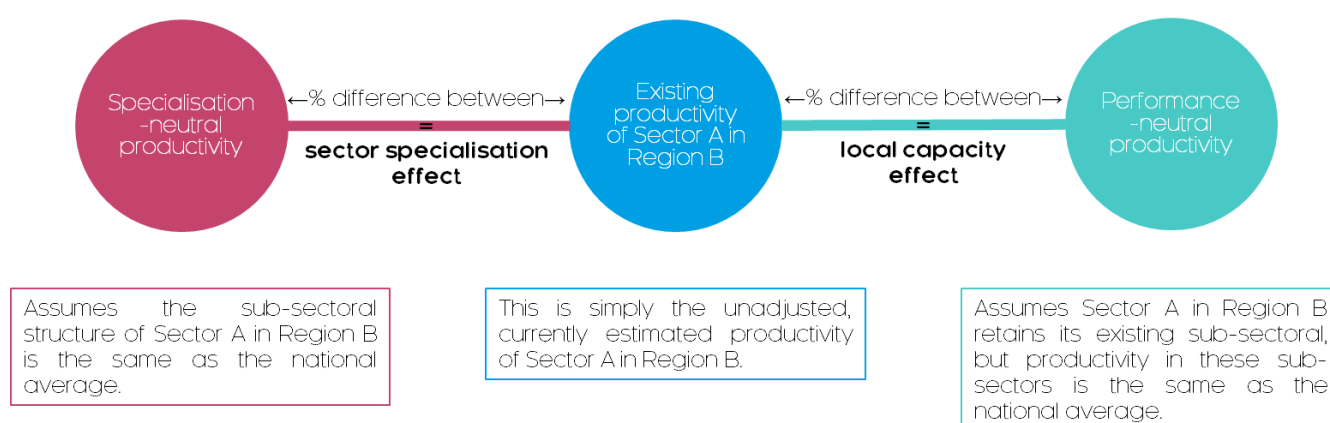 Specialisation
-neutral
productivity
←% difference between→
=
sector specialisation
effect
Existing
productivity
of Sector A in
Region B
←% difference between→
=
local capacity
effect
Performance
-neutral
productivity
Assumes the sub-sectoral
structure of Sector A in Region B
is the same as the national
average.
This is simply the unadjusted,
currently estimated productivity
of Sector A in Region B.
Assumes Sector A in Region B
retains its existing sub-sectoral,
but productivity in these sub-
sectors is the same as the
national average.